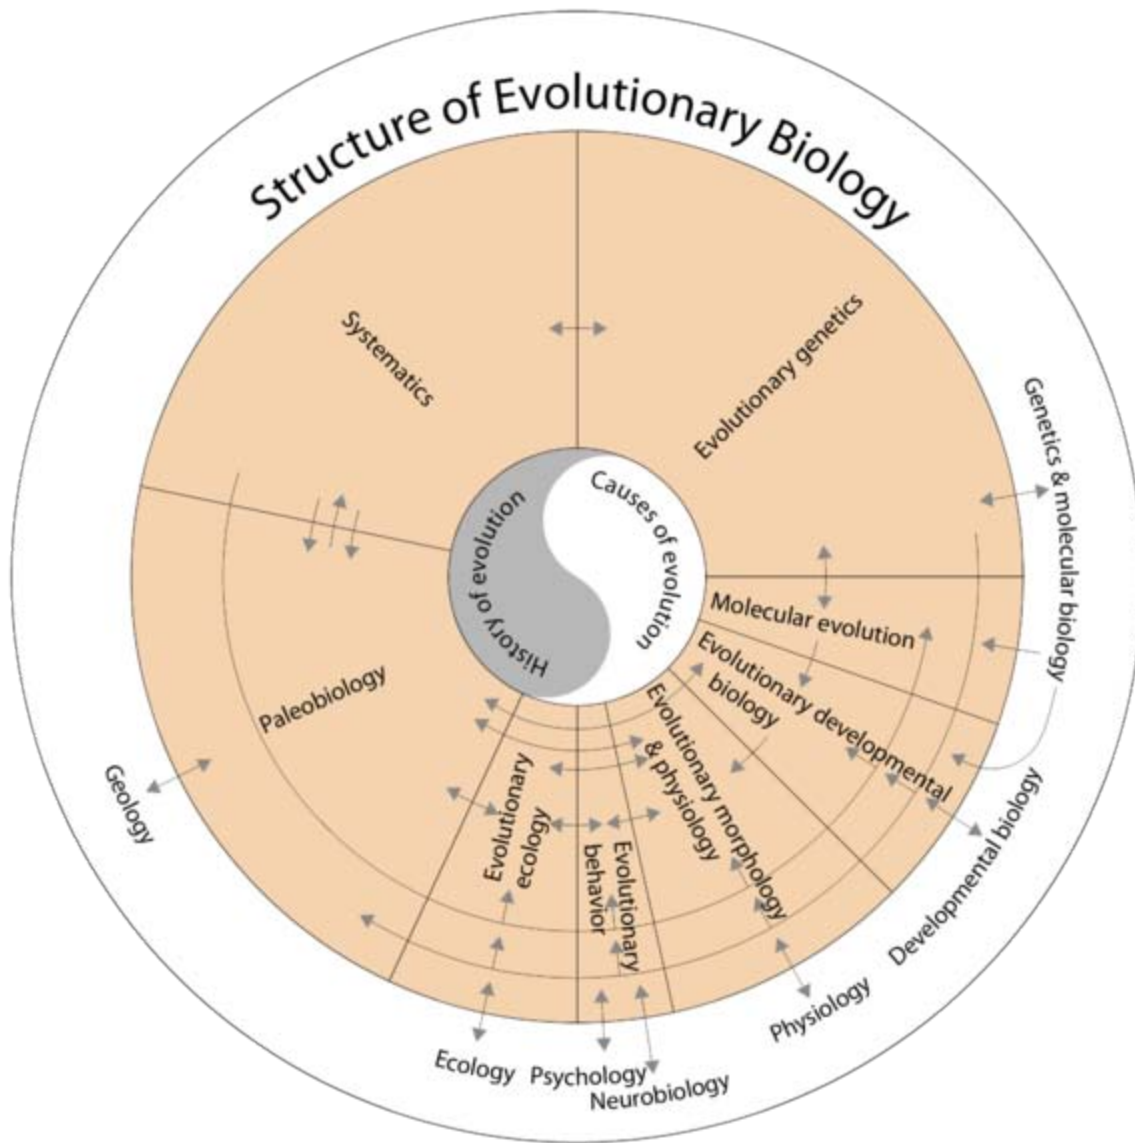 Structure of Evolutionary Biology
Systematics
Evolutionary genetics
Genetics & molecular biology
History of evolution
Causes of evolution
Molecular evolution
Evolutionary developmental
biology
Evolutionary morphology
& physiology
Paleobiology
Evolutionary
ecology
Evolutionary
behavior
Geology
Developmental biology
Physiology
Ecology
Psychology
Neurobiology